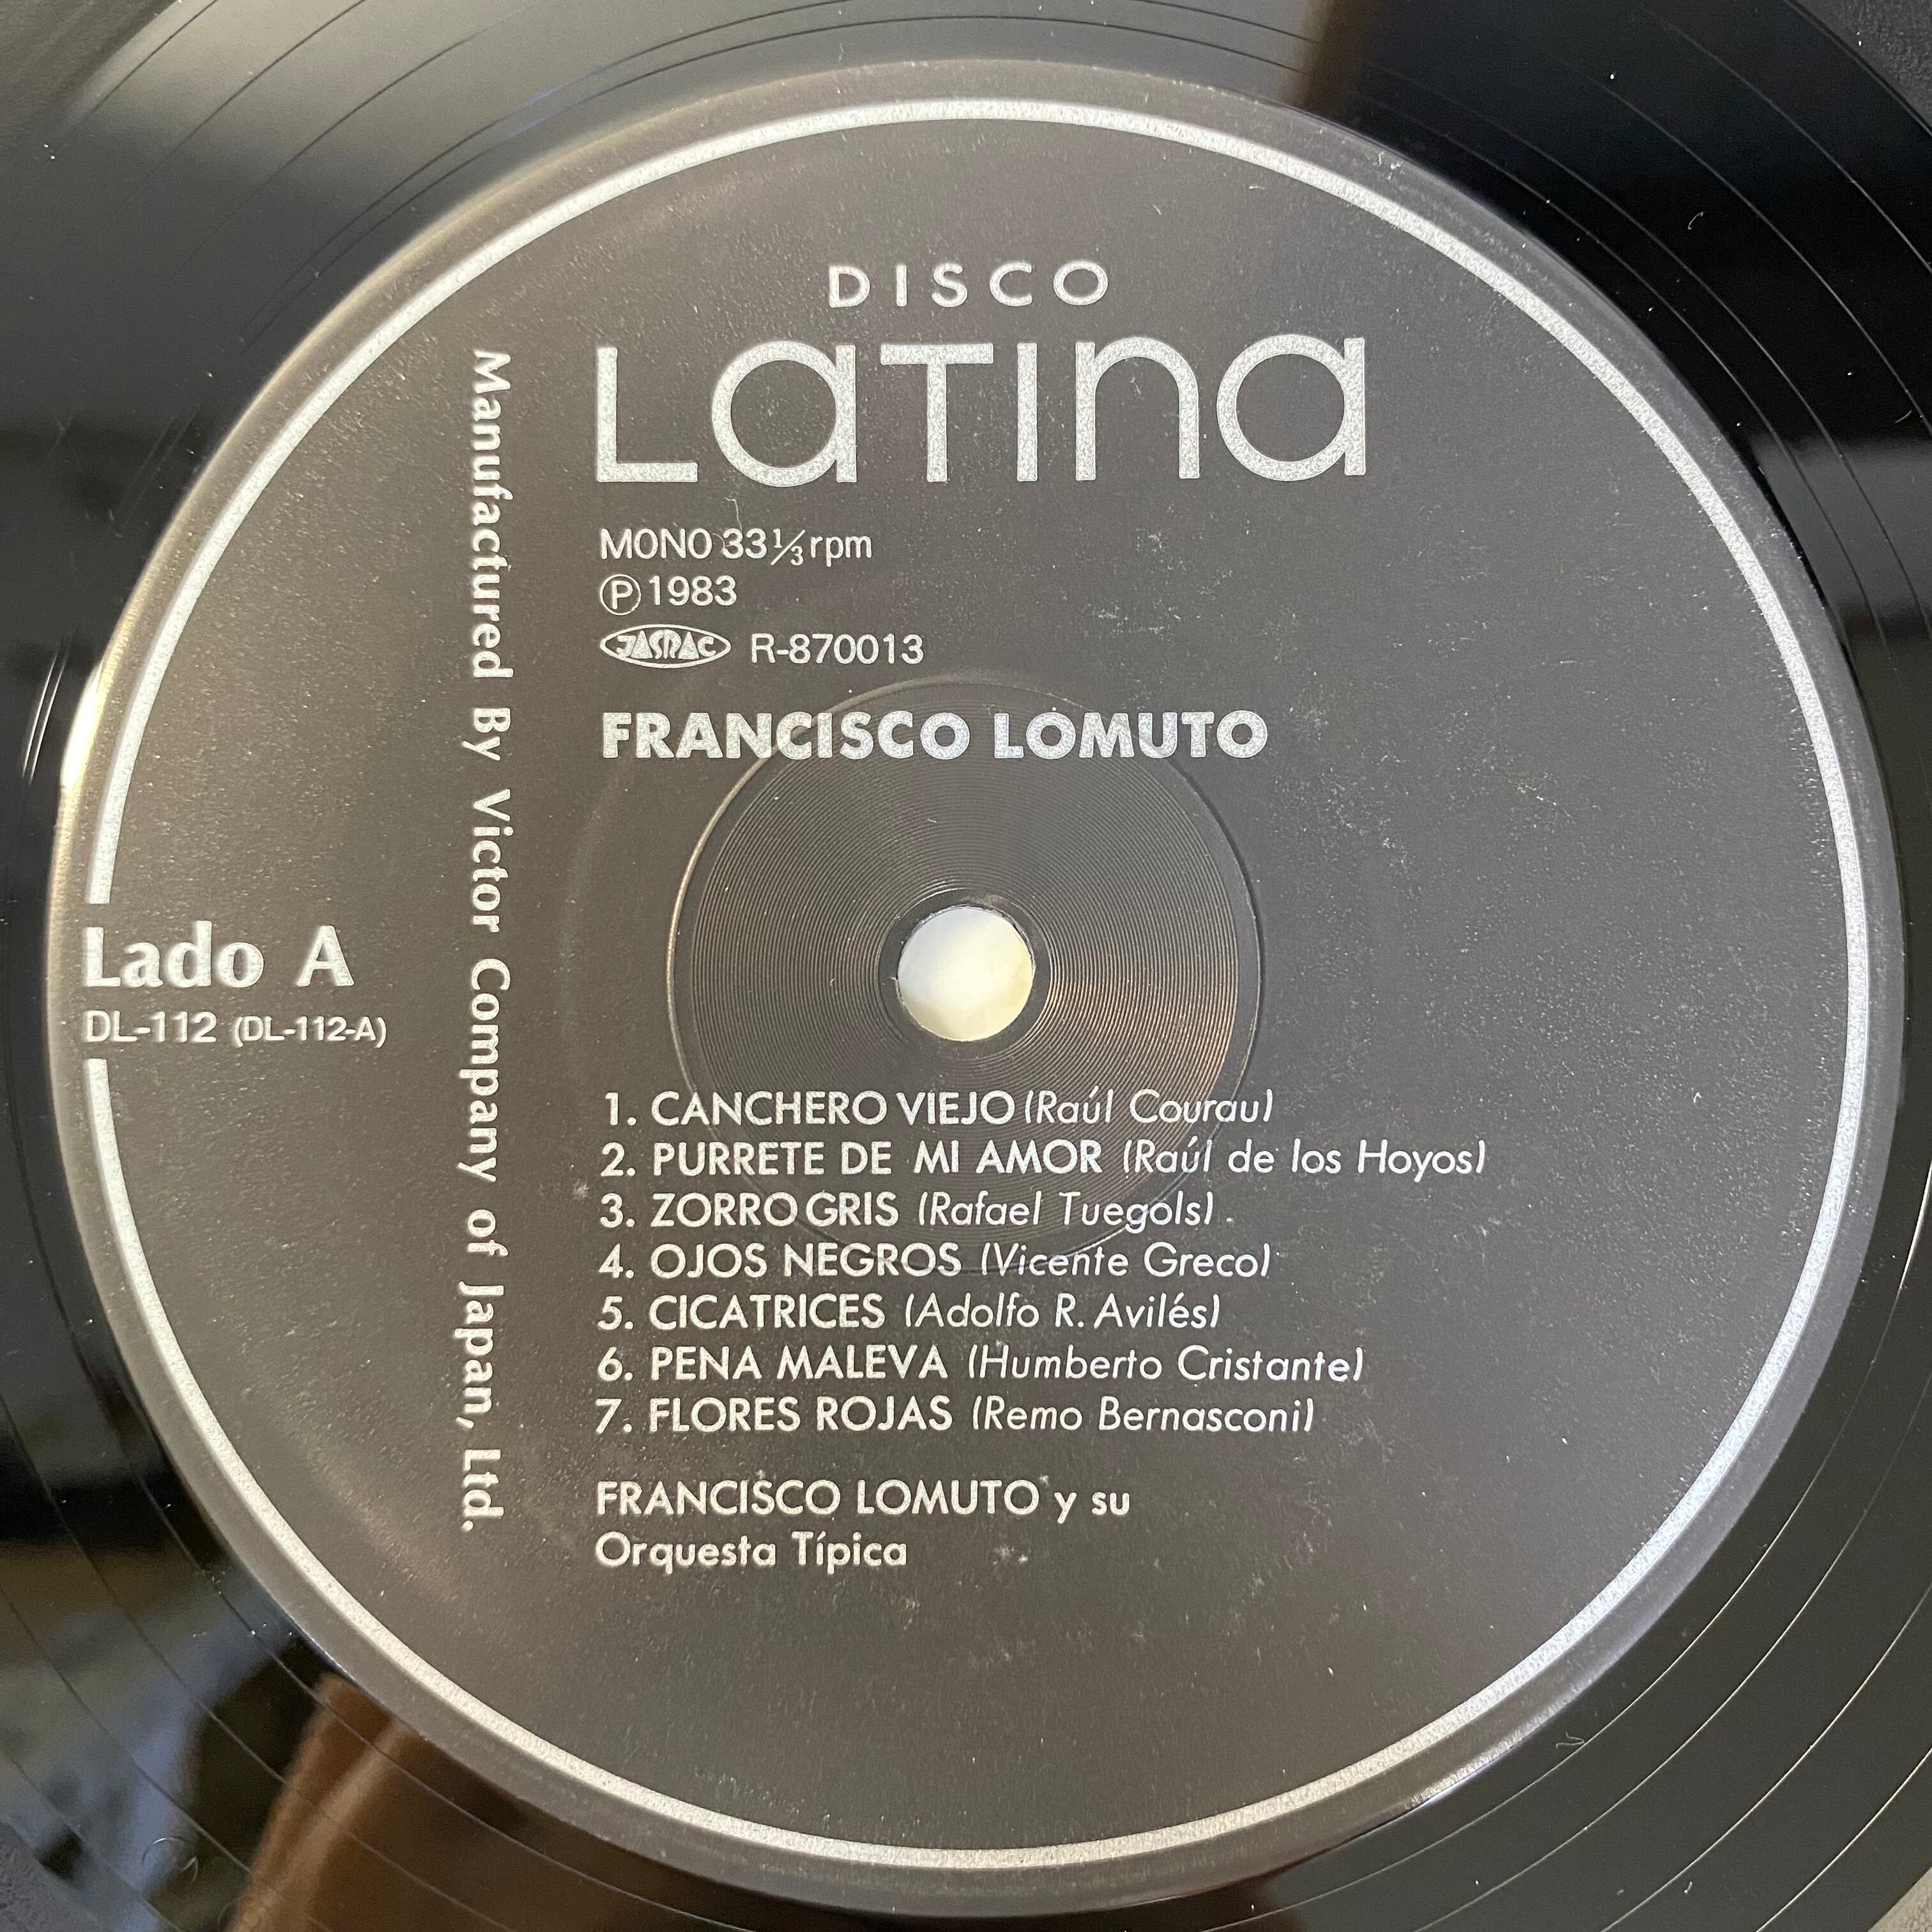 DISCO
Latina
MONO 33 1/3 rpm
Ⓟ1983
JASRAC R-870013
FRANCISCO LOMUTO
Manufactured By Victor Company of Japan, Ltd.
Lado A
DL-112 (DL-112-A)
1. CANCHERO VIEJO (Raúl Courau)
2. PURRETE DE MI AMOR (Raúl de los Hoyos)
3. ZORRO GRIS (Rafael Tuegols)
4. OJOS NEGROS (Vicente Greco)
5. CICATRICES (Adolfo R. Avilés)
6. PENA MALEVA (Humberto Cristante)
7. FLORES ROJAS (Remo Bernasconi)
FRANCISCO LOMUTO y su
Orquesta Típica